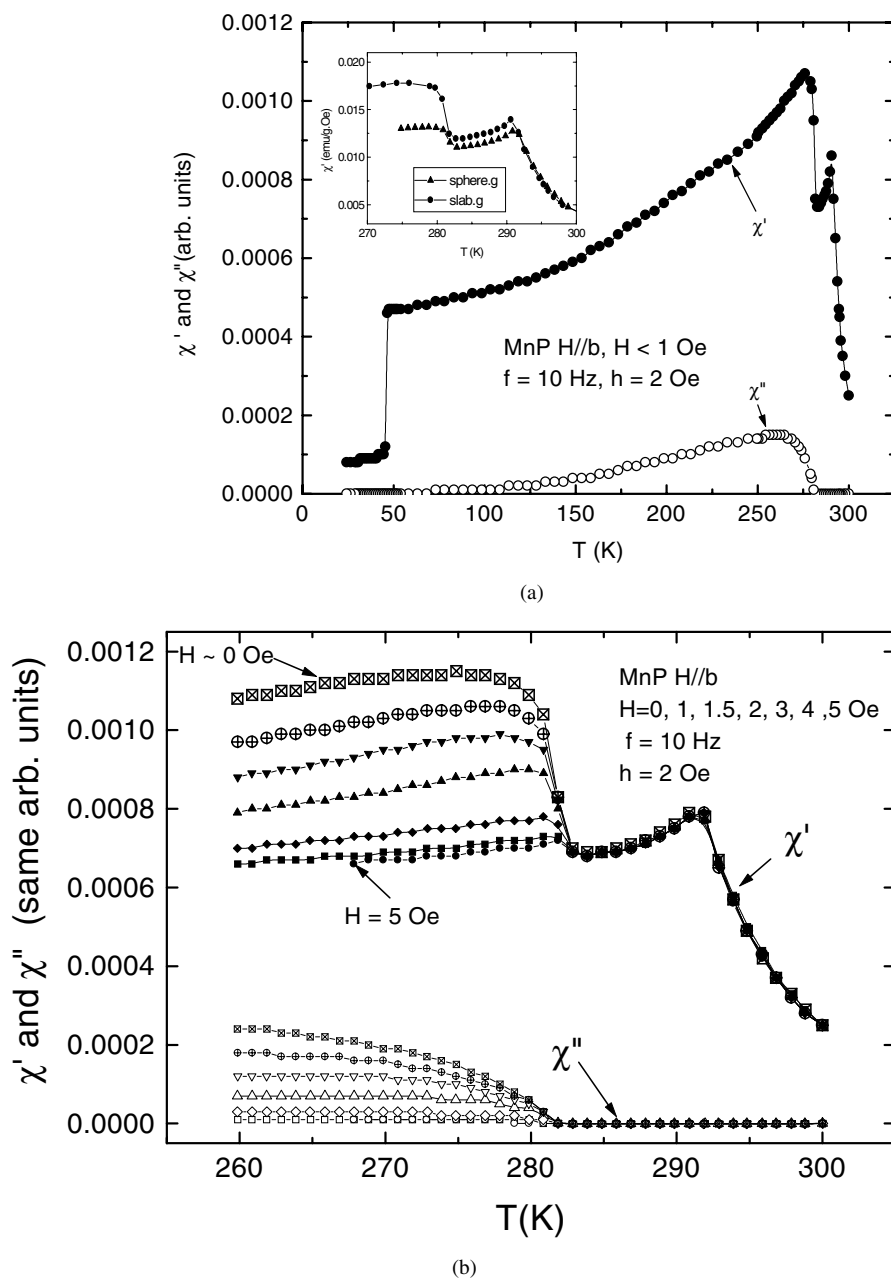 0.0012
0.0010
0.0008
0.0006
0.0004
0.0002
0.0000
χ ' and χ" (arb. units)
0.020
0.015
0.010
0.005
χ' (emu/g.Oe)
sphere.g
slab.g
270 280 290 300
T (K)
χ'
MnP H//b, H < 1 Oe
f = 10 Hz, h = 2 Oe
χ"
0 50 100 150 200 250 300
T (K)
(a)
0.0012
0.0010
0.0008
0.0006
0.0004
0.0002
0.0000
χ' and χ" (same arb. units)
H ~ 0 Oe
MnP H//b
H=0, 1, 1.5, 2, 3, 4 ,5 Oe
f = 10 Hz
h = 2 Oe
χ'
H = 5 Oe
χ"
260 270 280 290 300
T(K)
(b)